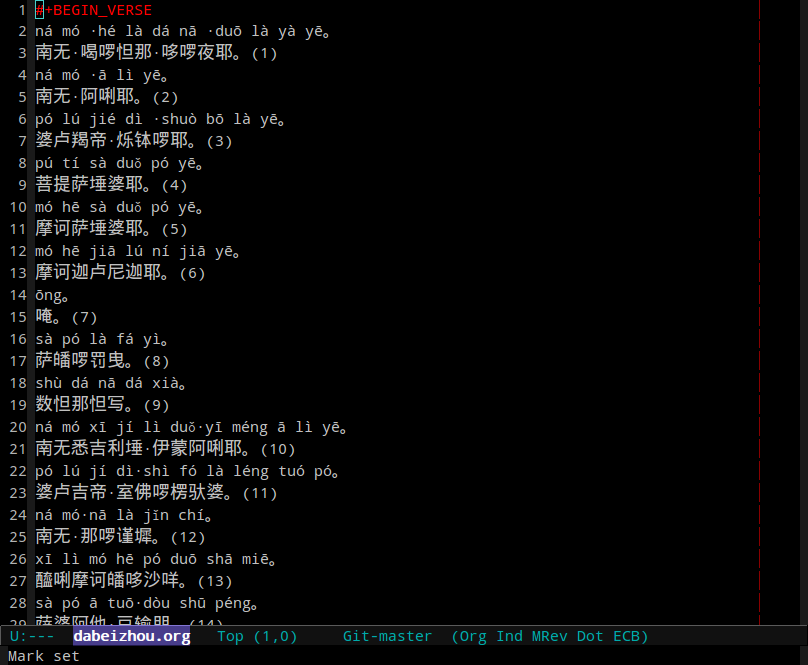 1 #+BEGIN_VERSE
2 ná mó ·hé là dá nā ·duō là yà yē。
3 南无·喝啰怛那·哆啰夜耶。(1)
4 ná mó ·ā lì yē。
5 南无·阿唎耶。(2)
6 pó lú jié dì ·shuò bō là yē。
7 婆卢羯帝·烁钵啰耶。(3)
8 pú tí sà duǒ pó yē。
9 菩提萨埵婆耶。(4)
10 mó hē sà duǒ pó yē。
11 摩诃萨埵婆耶。(5)
12 mó hē jiā lú ní jiā yē。
13 摩诃迦卢尼迦耶。(6)
14 ōng。
15 唵。(7)
16 sà pó là fá yì。
17 萨皤啰罚曳。(8)
18 shù dá nā dá xià。
19 数怛那怛写。(9)
20 ná mó xī jí lì duǒ·yī méng ā lì yē。
21 南无悉吉利埵·伊蒙阿唎耶。(10)
22 pó lú jí dì·shì fó là léng tuó pó。
23 婆卢吉帝·室佛啰楞驮婆。(11)
24 ná mó·nā là jǐn chí。
25 南无·那啰谨墀。(12)
26 xī lì mó hē pó duō shā miē。
27 醯唎摩诃皤哆沙咩。(13)
28 sà pó ā tuō·dòu shū péng。
29 萨婆阿他·豆输朋。(14)
U:--- dabeizhou.org Top (1,0) Git-master (Org Ind MRev Dot ECB)
Mark set